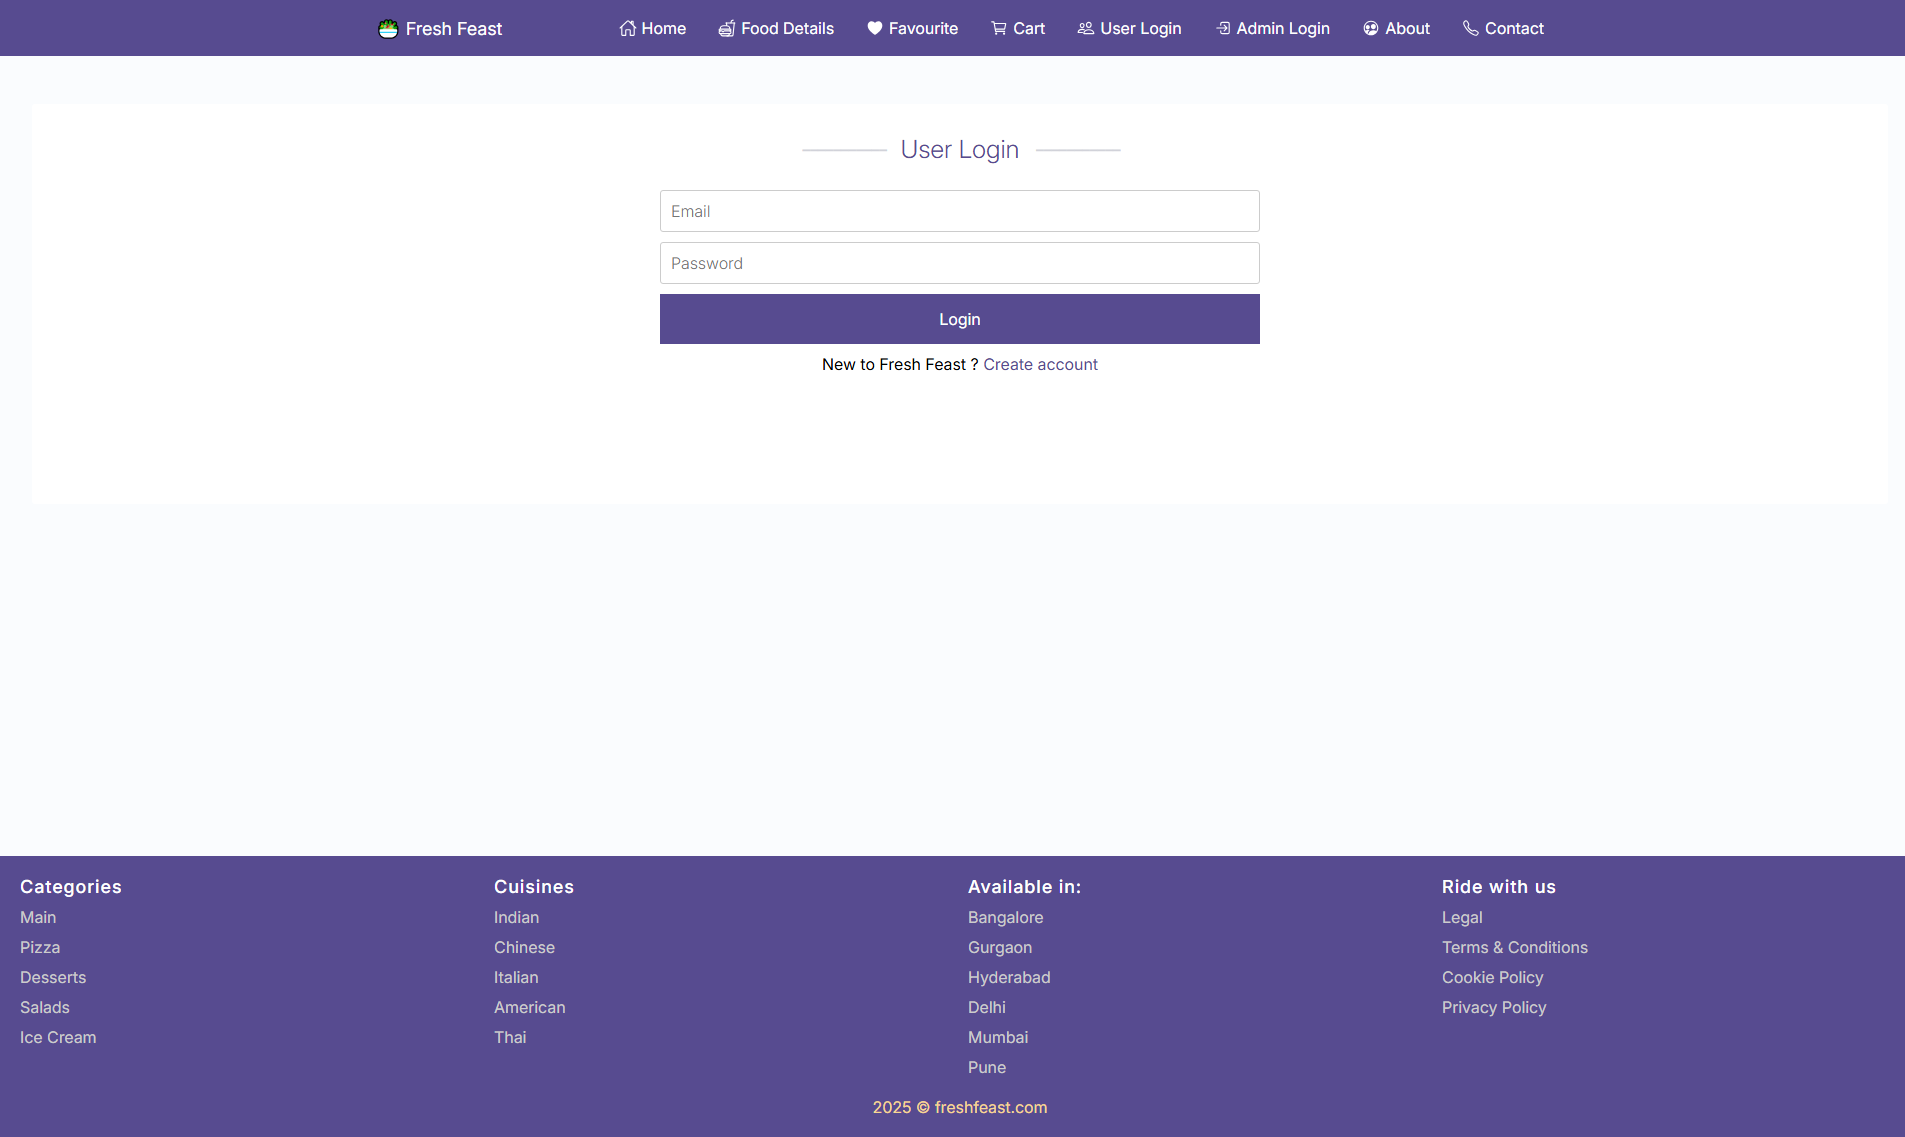 Fresh Feast Home Food Details Favourite Cart User Login Admin Login About Contact
User Login
Email
Password
Login
New to Fresh Feast ? Create account
Categories
Main
Pizza
Desserts
Salads
Ice Cream
Cuisines
Indian
Chinese
Italian
American
Thai
Available in:
Bangalore
Gurgaon
Hyderabad
Delhi
Mumbai
Pune
Ride with us
Legal
Terms & Conditions
Cookie Policy
Privacy Policy
2025 © freshfeast.com